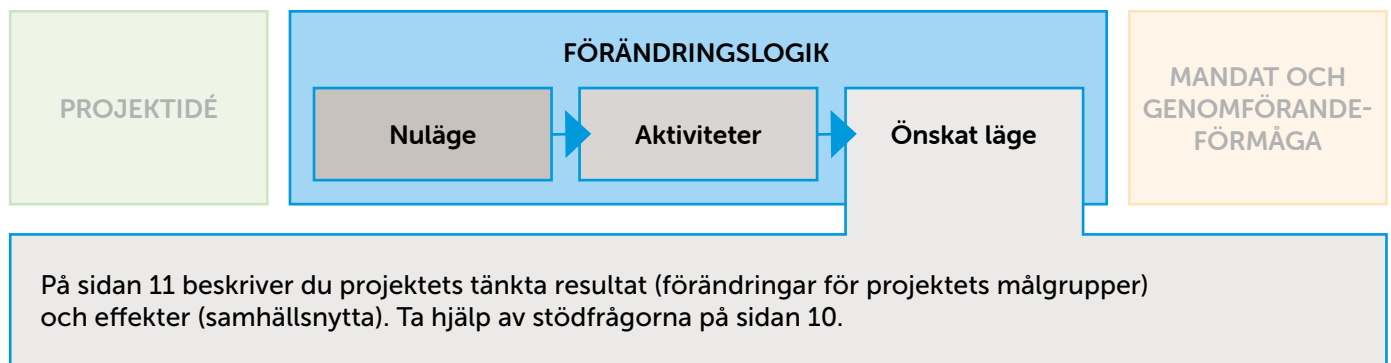 PROJEKTIDÉ
FÖRÄNDRINGSLOGIK
Nuläge
Aktiviteter
Önskat läge
MANDAT OCH
GENOMFÖRANDE-
FÖRMÅGA
På sidan 11 beskriver du projektets tänkta resultat (förändringar för projektets målgrupper)
och effekter (samhällsnytta). Ta hjälp av stödfrågorna på sidan 10.